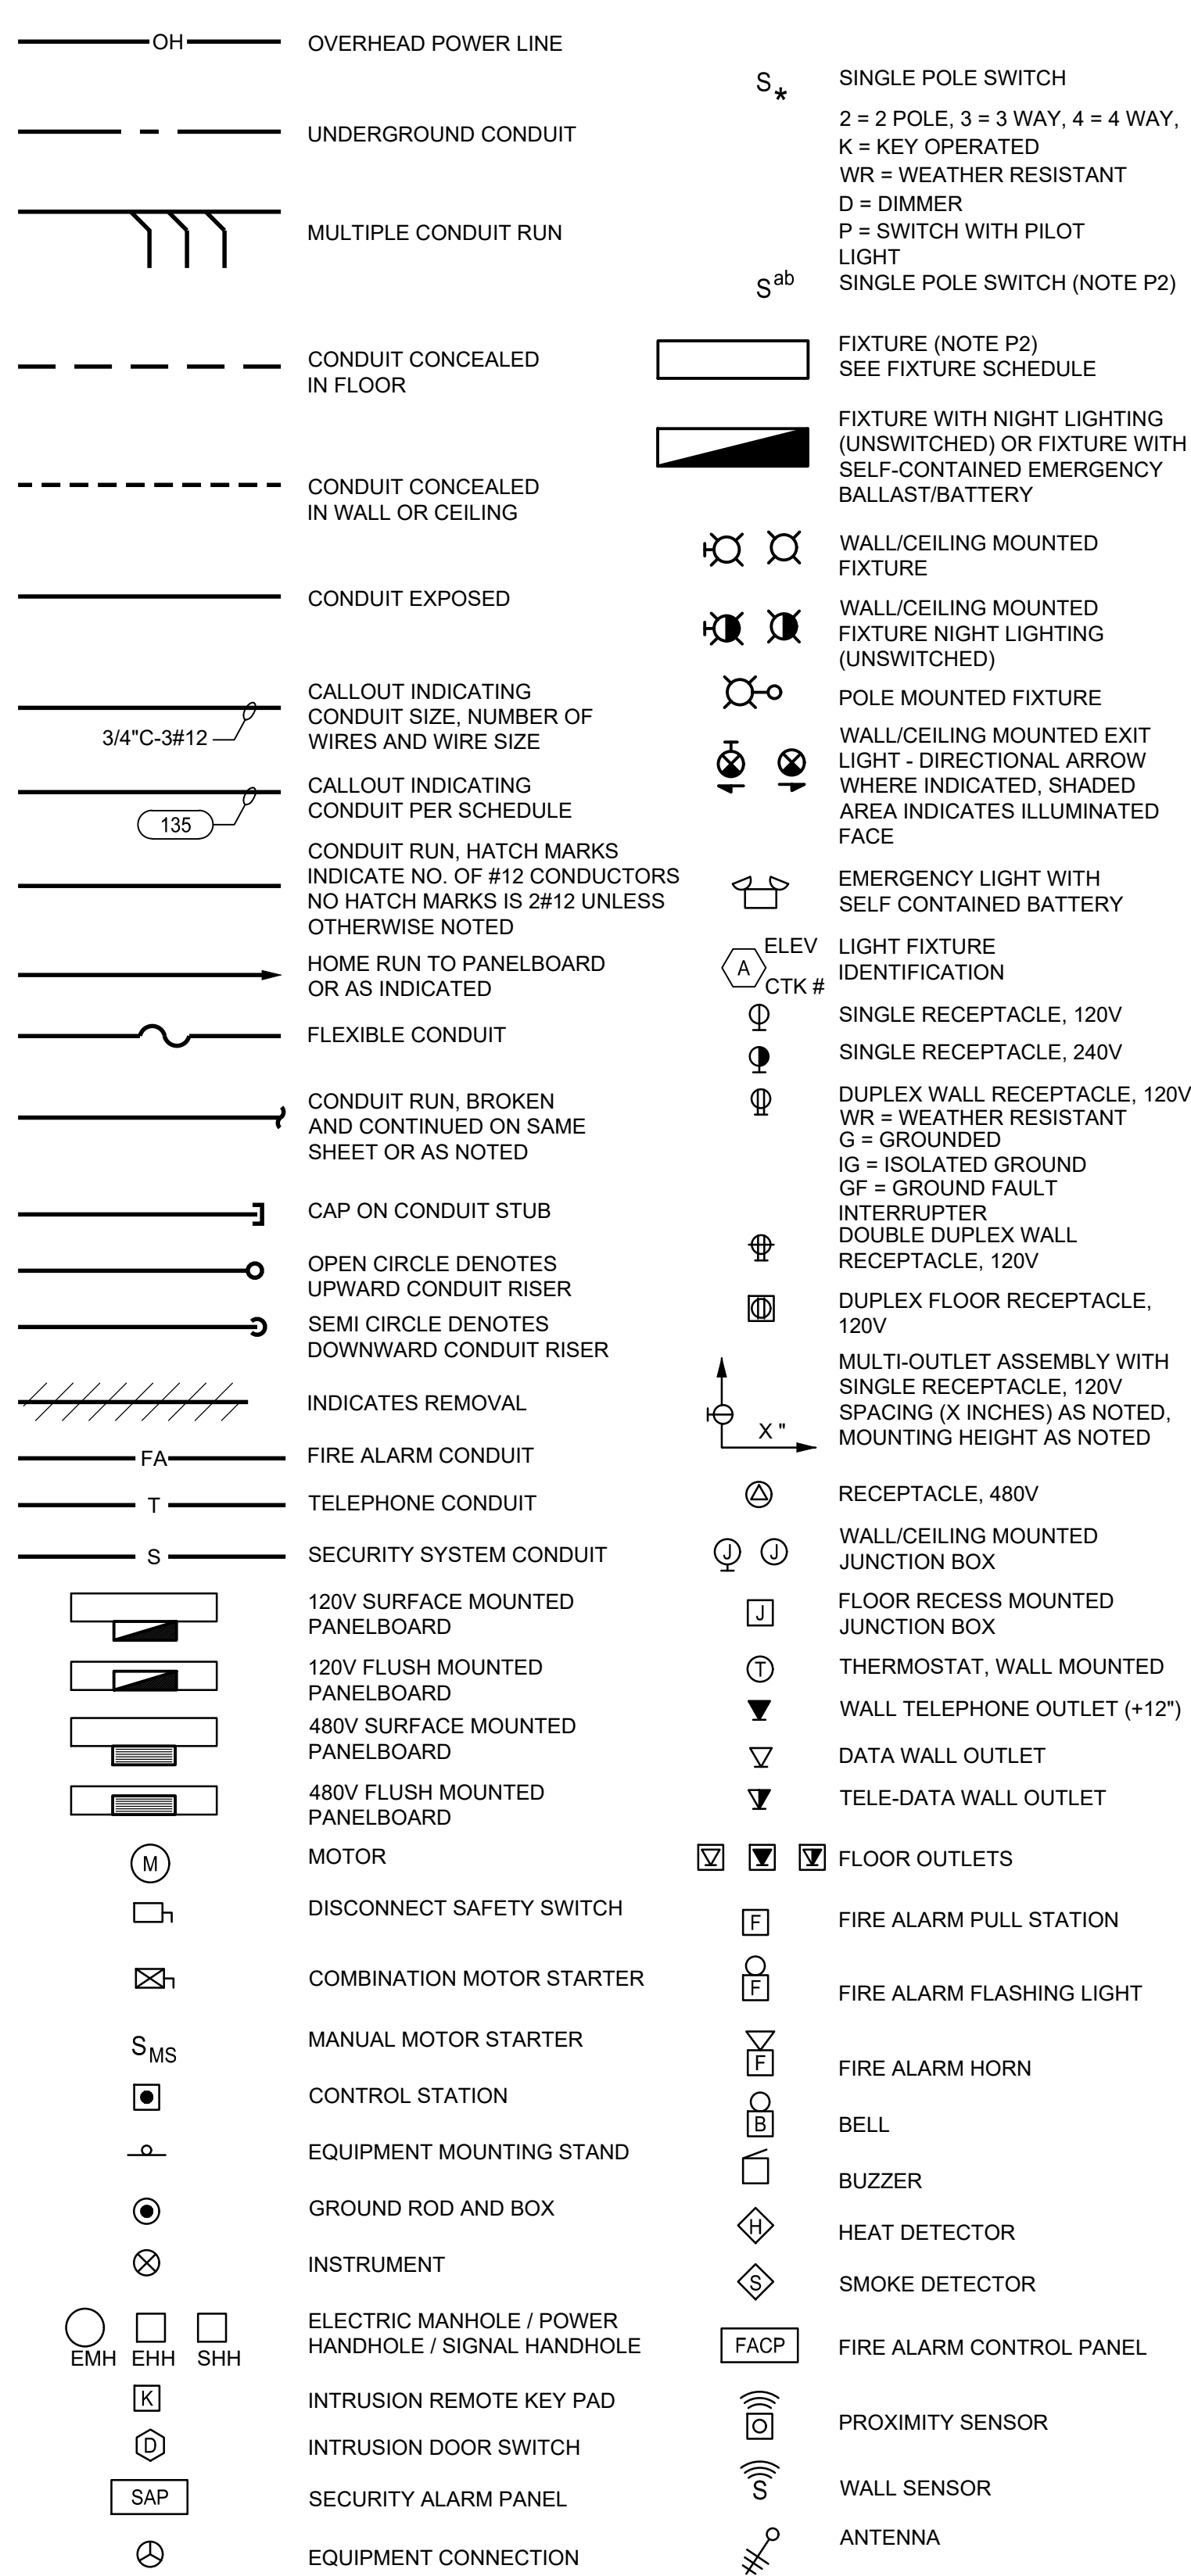 OH
OVERHEAD POWER LINE
UNDERGROUND CONDUIT
MULTIPLE CONDUIT RUN
CONDUIT CONCEALED
IN FLOOR
CONDUIT CONCEALED
IN WALL OR CEILING
CONDUIT EXPOSED
3/4"C-3#12
CALLOUT INDICATING
CONDUIT SIZE, NUMBER OF
WIRES AND WIRE SIZE
135
CALLOUT INDICATING
CONDUIT PER SCHEDULE
CONDUIT RUN, HATCH MARKS
INDICATE NO. OF #12 CONDUCTORS
NO HATCH MARKS IS 2#12 UNLESS
OTHERWISE NOTED
HOME RUN TO PANELBOARD
OR AS INDICATED
FLEXIBLE CONDUIT
CONDUIT RUN, BROKEN
AND CONTINUED ON SAME
SHEET OR AS NOTED
CAP ON CONDUIT STUB
OPEN CIRCLE DENOTES
UPWARD CONDUIT RISER
SEMI CIRCLE DENOTES
DOWNWARD CONDUIT RISER
INDICATES REMOVAL
FA
FIRE ALARM CONDUIT
T
TELEPHONE CONDUIT
S
SECURITY SYSTEM CONDUIT
120V SURFACE MOUNTED
PANELBOARD
120V FLUSH MOUNTED
PANELBOARD
480V SURFACE MOUNTED
PANELBOARD
480V FLUSH MOUNTED
PANELBOARD
M
MOTOR
DISCONNECT SAFETY SWITCH
COMBINATION MOTOR STARTER
SMS
MANUAL MOTOR STARTER
CONTROL STATION
EQUIPMENT MOUNTING STAND
GROUND ROD AND BOX
INSTRUMENT
EMH EHH SHH
ELECTRIC MANHOLE / POWER
HANDHOLE / SIGNAL HANDHOLE
K
INTRUSION REMOTE KEY PAD
D
INTRUSION DOOR SWITCH
SAP
SECURITY ALARM PANEL
EQUIPMENT CONNECTION
S*
SINGLE POLE SWITCH
2 = 2 POLE, 3 = 3 WAY, 4 = 4 WAY,
K = KEY OPERATED
WR = WEATHER RESISTANT
D = DIMMER
P = SWITCH WITH PILOT
LIGHT
Sab
SINGLE POLE SWITCH (NOTE P2)
FIXTURE (NOTE P2)
SEE FIXTURE SCHEDULE
FIXTURE WITH NIGHT LIGHTING
(UNSWITCHED) OR FIXTURE WITH
SELF-CONTAINED EMERGENCY
BALLAST/BATTERY
WALL/CEILING MOUNTED
FIXTURE
WALL/CEILING MOUNTED
FIXTURE NIGHT LIGHTING
(UNSWITCHED)
POLE MOUNTED FIXTURE
WALL/CEILING MOUNTED EXIT
LIGHT - DIRECTIONAL ARROW
WHERE INDICATED, SHADED
AREA INDICATES ILLUMINATED
FACE
EMERGENCY LIGHT WITH
SELF CONTAINED BATTERY
ELEV
A
CTK #
LIGHT FIXTURE
IDENTIFICATION
SINGLE RECEPTACLE, 120V
SINGLE RECEPTACLE, 240V
DUPLEX WALL RECEPTACLE, 120V
WR = WEATHER RESISTANT
G = GROUNDED
IG = ISOLATED GROUND
GF = GROUND FAULT
INTERRUPTER
DOUBLE DUPLEX WALL
RECEPTACLE, 120V
DUPLEX FLOOR RECEPTACLE,
120V
X "
MULTI-OUTLET ASSEMBLY WITH
SINGLE RECEPTACLE, 120V
SPACING (X INCHES) AS NOTED,
MOUNTING HEIGHT AS NOTED
RECEPTACLE, 480V
J J
WALL/CEILING MOUNTED
JUNCTION BOX
J
FLOOR RECESS MOUNTED
JUNCTION BOX
T
THERMOSTAT, WALL MOUNTED
WALL TELEPHONE OUTLET (+12")
DATA WALL OUTLET
TELE-DATA WALL OUTLET
FLOOR OUTLETS
F
FIRE ALARM PULL STATION
F
FIRE ALARM FLASHING LIGHT
F
FIRE ALARM HORN
B
BELL
BUZZER
H
HEAT DETECTOR
S
SMOKE DETECTOR
FACP
FIRE ALARM CONTROL PANEL
PROXIMITY SENSOR
S
WALL SENSOR
ANTENNA